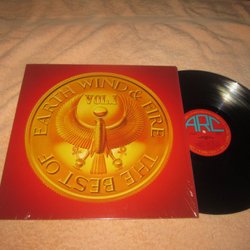 EARTH WIND & FIRE
VOL.1
THE BEST OF
ARC